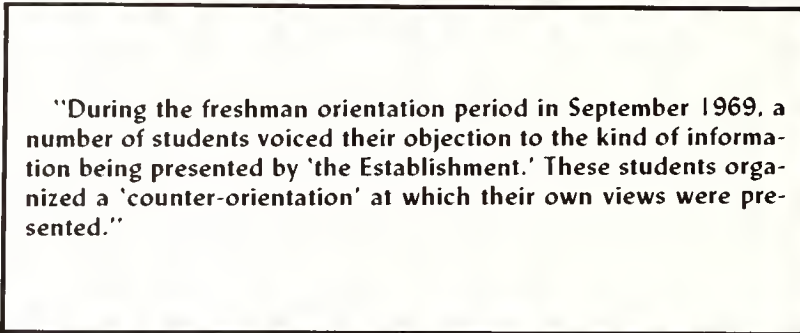 "During the freshman orientation period in September 1969, a
number of students voiced their objection to the kind of informa-
tion being presented by 'the Establishment.' These students orga-
nized a 'counter-orientation' at which their own views were pre-
sented."